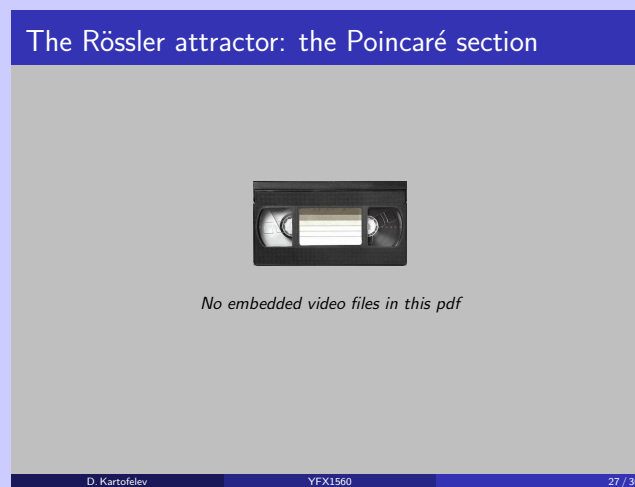 The Rössler attractor: the Poincaré section
No embedded video files in this pdf
D. Kartofelev YFX1560